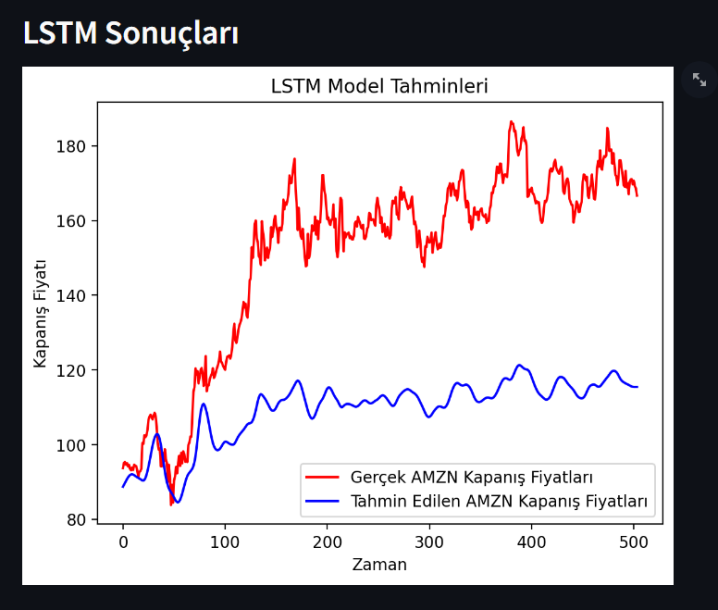 LSTM Sonuçları
LSTM Model Tahminleri
Kapanış Fiyatı
180
160
140
120
100
80
Gerçek AMZN Kapanış Fiyatları
Tahmin Edilen AMZN Kapanış Fiyatları
0 100 200 300 400 500
Zaman